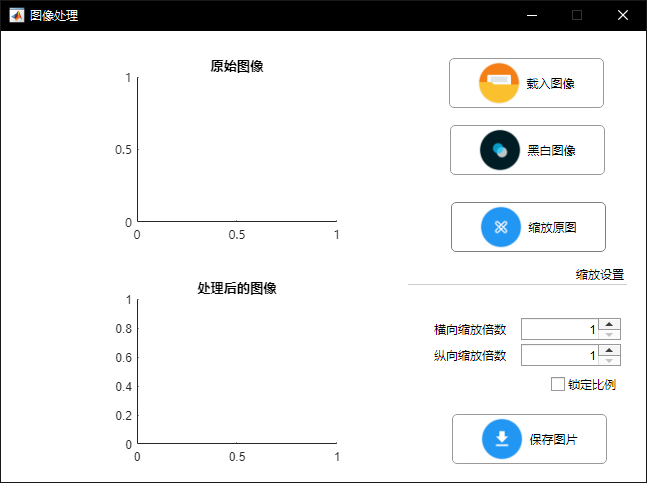 图像处理
原始图像
1
0.5
0
0 0.5 1
载入图像
黑白图像
缩放原图
缩放设置
横向缩放倍数 1
纵向缩放倍数 1
锁定比例
保存图片
处理后的图像
1
0.8
0.6
0.4
0.2
0
0 0.5 1